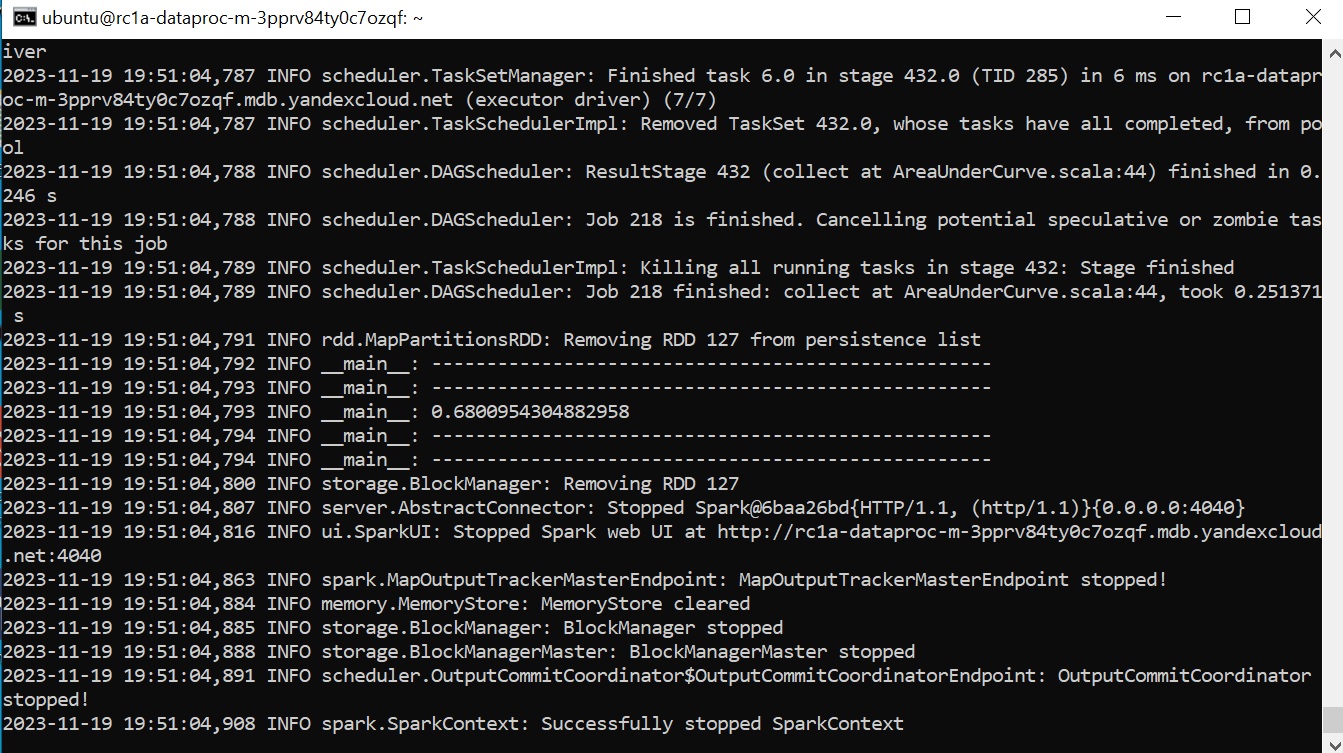 ubuntu@rc1a-dataproc-m-3pprv84ty0c7ozqf: ~
iver
2023-11-19 19:51:04,787 INFO scheduler.TaskSetManager: Finished task 6.0 in stage 432.0 (TID 285) in 6 ms on rc1a-datapr
oc-m-3pprv84ty0c7ozqf.mdb.yandexcloud.net (executor driver) (7/7)
2023-11-19 19:51:04,787 INFO scheduler.TaskSchedulerImpl: Removed TaskSet 432.0, whose tasks have all completed, from po
ol
2023-11-19 19:51:04,788 INFO scheduler.DAGScheduler: ResultStage 432 (collect at AreaUnderCurve.scala:44) finished in 0.
246 s
2023-11-19 19:51:04,788 INFO scheduler.DAGScheduler: Job 218 is finished. Cancelling potential speculative or zombie tas
ks for this job
2023-11-19 19:51:04,789 INFO scheduler.TaskSchedulerImpl: Killing all running tasks in stage 432: Stage finished
2023-11-19 19:51:04,789 INFO scheduler.DAGScheduler: Job 218 finished: collect at AreaUnderCurve.scala:44, took 0.251371
 s
2023-11-19 19:51:04,791 INFO rdd.MapPartitionsRDD: Removing RDD 127 from persistence list
2023-11-19 19:51:04,792 INFO __main__: ---------------------------------------------------
2023-11-19 19:51:04,793 INFO __main__: ---------------------------------------------------
2023-11-19 19:51:04,793 INFO __main__: 0.6800954304882958
2023-11-19 19:51:04,794 INFO __main__: ---------------------------------------------------
2023-11-19 19:51:04,794 INFO __main__: ---------------------------------------------------
2023-11-19 19:51:04,800 INFO storage.BlockManager: Removing RDD 127
2023-11-19 19:51:04,807 INFO server.AbstractConnector: Stopped Spark@6baa26bd{HTTP/1.1, (http/1.1)}{0.0.0.0:4040}
2023-11-19 19:51:04,816 INFO ui.SparkUI: Stopped Spark web UI at http://rc1a-dataproc-m-3pprv84ty0c7ozqf.mdb.yandexcloud
.net:4040
2023-11-19 19:51:04,863 INFO spark.MapOutputTrackerMasterEndpoint: MapOutputTrackerMasterEndpoint stopped!
2023-11-19 19:51:04,884 INFO memory.MemoryStore: MemoryStore cleared
2023-11-19 19:51:04,885 INFO storage.BlockManager: BlockManager stopped
2023-11-19 19:51:04,888 INFO storage.BlockManagerMaster: BlockManagerMaster stopped
2023-11-19 19:51:04,891 INFO scheduler.OutputCommitCoordinator$OutputCommitCoordinatorEndpoint: OutputCommitCoordinator
stopped!
2023-11-19 19:51:04,908 INFO spark.SparkContext: Successfully stopped SparkContext